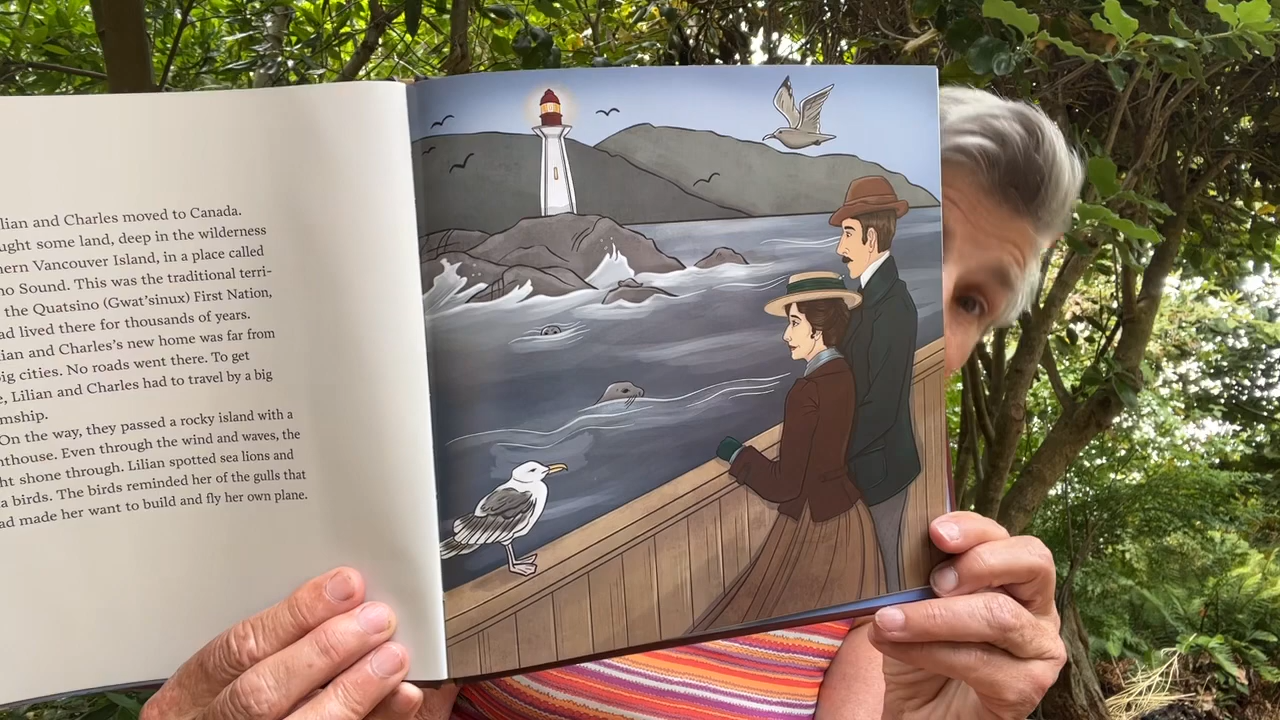 lian and Charles moved to Canada.
ught some land, deep in the wilderness
hern Vancouver Island, in a place called
no Sound. This was the traditional terri-
the Quatsino (Gwat'sinux) First Nation,
ad lived there for thousands of years.
ian and Charles's new home was far from
ig cities. No roads went there. To get
e, Lilian and Charles had to travel by a big
mship.
On the way, they passed a rocky island with a
hthouse. Even through the wind and waves, the
ht shone through. Lilian spotted sea lions and
a birds. The birds reminded her of the gulls that
ad made her want to build and fly her own plane.